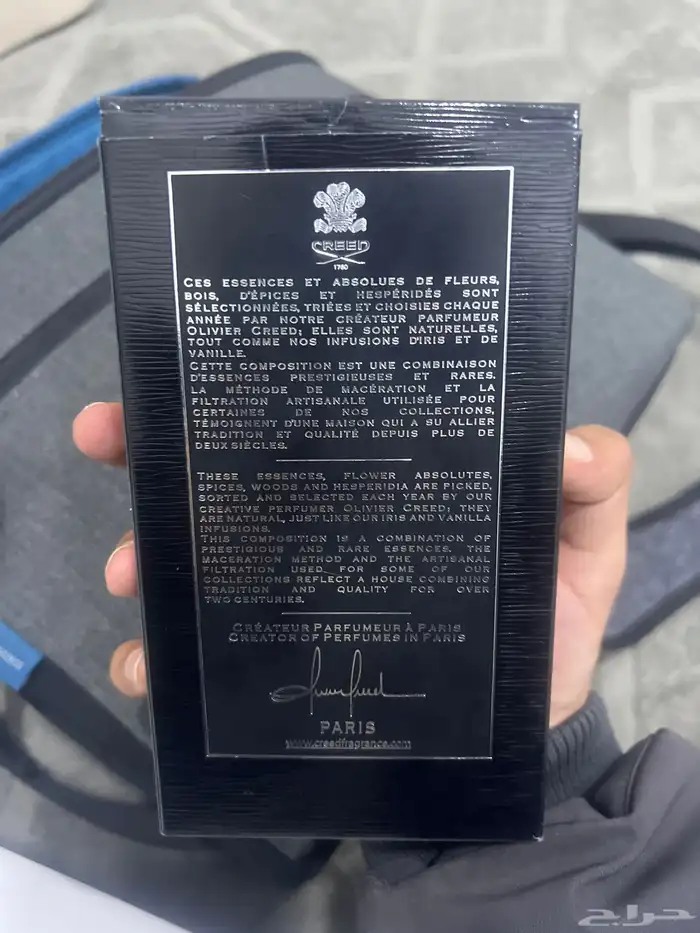 CREED
1760
CES ESSENCES ET ABSOLUES DE FLEURS,
BOIS, D'ÉPICES ET HESPÉRIDÉS SONT
SÉLECTIONNÉES, TRIÉES ET CHOISIES CHAQUE
ANNÉE PAR NOTRE CRÉATEUR PARFUMEUR
OLIVIER CREED; ELLES SONT NATURELLES,
TOUT COMME NOS INFUSIONS D'IRIS ET DE
VANILLE.
CETTE COMPOSITION EST UNE COMBINAISON
D'ESSENCES PRESTIGIEUSES ET RARES.
LA MÉTHODE DE MACÉRATION ET LA
FILTRATION ARTISANALE UTILISÉE POUR
CERTAINES DE NOS COLLECTIONS,
TÉMOIGNENT D'UNE MAISON QUI A SU ALLIER
TRADITION ET QUALITÉ DEPUIS PLUS DE
DEUX SIÈCLES.
THESE ESSENCES, FLOWER ABSOLUTES,
SPICES, WOODS AND HESPERIDIA ARE PICKED,
SORTED AND SELECTED EACH YEAR BY OUR
CREATIVE PERFUMER OLIVIER CREED; THEY
ARE NATURAL, JUST LIKE OUR IRIS AND VANILLA
INFUSIONS.
THIS COMPOSITION IS A COMBINATION OF
PRESTIGIOUS AND RARE ESSENCES. THE
MACERATION METHOD AND THE ARTISANAL
FILTRATION USED FOR SOME OF OUR
COLLECTIONS REFLECT A HOUSE COMBINING
TRADITION AND QUALITY FOR OVER
TWO CENTURIES.
CRÉATEUR PARFUMEUR À PARIS
CREATOR OF PERFUMES IN PARIS
PARIS
www.creedfragrance.com
حراج